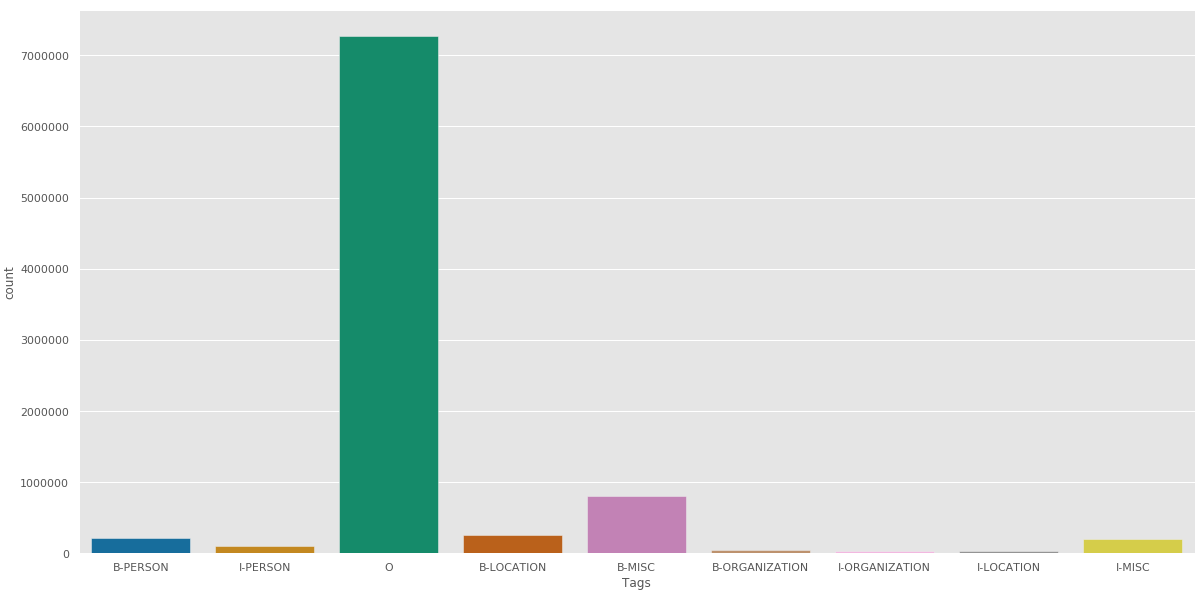 7000000
6000000
5000000
4000000
3000000
2000000
1000000
0
count
B-PERSON I-PERSON O B-LOCATION B-MISC B-ORGANIZATION I-ORGANIZATION I-LOCATION I-MISC
Tags